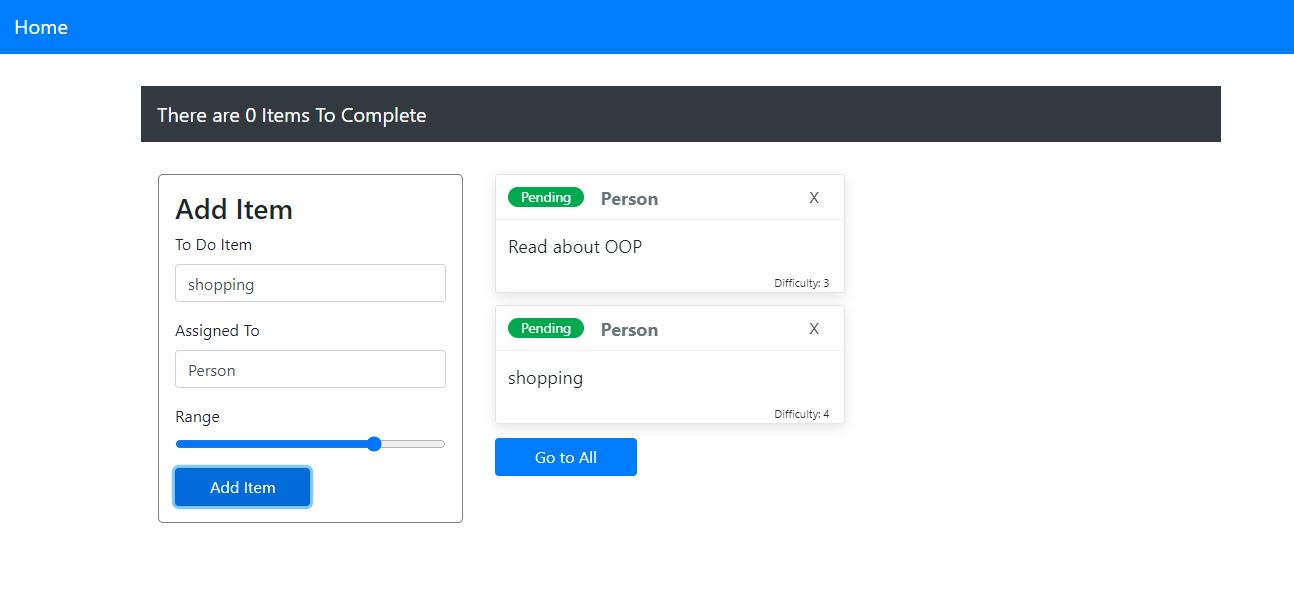 Home
There are 0 Items To Complete
Add Item
To Do Item
shopping
Assigned To
Person
Range
Add Item
Pending Person X
Read about OOP
Difficulty: 3
Pending Person X
shopping
Difficulty: 4
Go to All